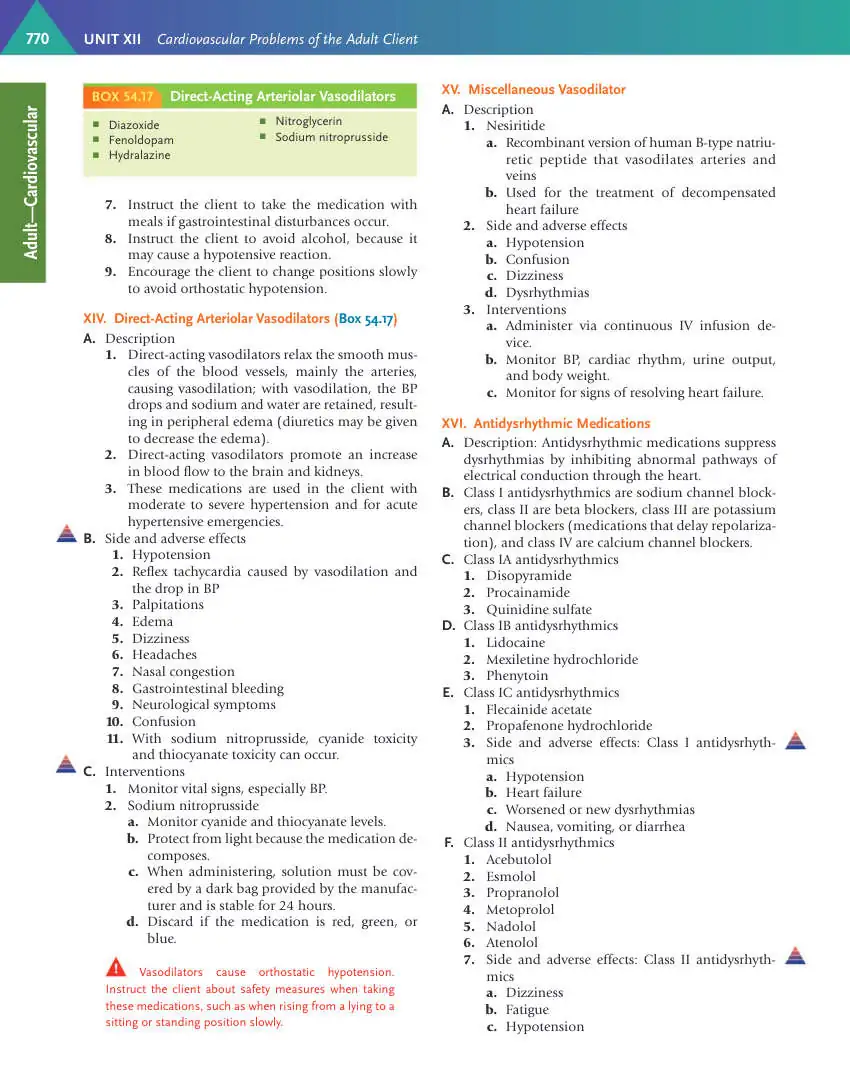 770 UNIT XII Cardiovascular Problems of the Adult Client
Adult—Cardiovascular
BOX 54.17 Direct-Acting Arteriolar Vasodilators
■ Diazoxide
■ Fenoldopam
■ Hydralazine
■ Nitroglycerin
■ Sodium nitroprusside
7. Instruct the client to take the medication with
meals if gastrointestinal disturbances occur.
8. Instruct the client to avoid alcohol, because it
may cause a hypotensive reaction.
9. Encourage the client to change positions slowly
to avoid orthostatic hypotension.
XIV. Direct-Acting Arteriolar Vasodilators (Box 54.17)
A. Description
1. Direct-acting vasodilators relax the smooth mus-
cles of the blood vessels, mainly the arteries,
causing vasodilation; with vasodilation, the BP
drops and sodium and water are retained, result-
ing in peripheral edema (diuretics may be given
to decrease the edema).
2. Direct-acting vasodilators promote an increase
in blood flow to the brain and kidneys.
3. These medications are used in the client with
moderate to severe hypertension and for acute
hypertensive emergencies.
B. Side and adverse effects
1. Hypotension
2. Reflex tachycardia caused by vasodilation and
the drop in BP
3. Palpitations
4. Edema
5. Dizziness
6. Headaches
7. Nasal congestion
8. Gastrointestinal bleeding
9. Neurological symptoms
10. Confusion
11. With sodium nitroprusside, cyanide toxicity
and thiocyanate toxicity can occur.
C. Interventions
1. Monitor vital signs, especially BP.
2. Sodium nitroprusside
a. Monitor cyanide and thiocyanate levels.
b. Protect from light because the medication de-
composes.
c. When administering, solution must be cov-
ered by a dark bag provided by the manufac-
turer and is stable for 24 hours.
d. Discard if the medication is red, green, or
blue.
Vasodilators cause orthostatic hypotension.
Instruct the client about safety measures when taking
these medications, such as when rising from a lying to a
sitting or standing position slowly.
XV. Miscellaneous Vasodilator
A. Description
1. Nesiritide
a. Recombinant version of human B-type natriu-
retic peptide that vasodilates arteries and
veins
b. Used for the treatment of decompensated
heart failure
2. Side and adverse effects
a. Hypotension
b. Confusion
c. Dizziness
d. Dysrhythmias
3. Interventions
a. Administer via continuous IV infusion de-
vice.
b. Monitor BP, cardiac rhythm, urine output,
and body weight.
c. Monitor for signs of resolving heart failure.
XVI. Antidysrhythmic Medications
A. Description: Antidysrhythmic medications suppress
dysrhythmias by inhibiting abnormal pathways of
electrical conduction through the heart.
B. Class I antidysrhythmics are sodium channel block-
ers, class II are beta blockers, class III are potassium
channel blockers (medications that delay repolariza-
tion), and class IV are calcium channel blockers.
C. Class IA antidysrhythmics
1. Disopyramide
2. Procainamide
3. Quinidine sulfate
D. Class IB antidysrhythmics
1. Lidocaine
2. Mexiletine hydrochloride
3. Phenytoin
E. Class IC antidysrhythmics
1. Flecainide acetate
2. Propafenone hydrochloride
3. Side and adverse effects: Class I antidysrhyth-
mics
a. Hypotension
b. Heart failure
c. Worsened or new dysrhythmias
d. Nausea, vomiting, or diarrhea
F. Class II antidysrhythmics
1. Acebutolol
2. Esmolol
3. Propranolol
4. Metoprolol
5. Nadolol
6. Atenolol
7. Side and adverse effects: Class II antidysrhyth-
mics
a. Dizziness
b. Fatigue
c. Hypotension